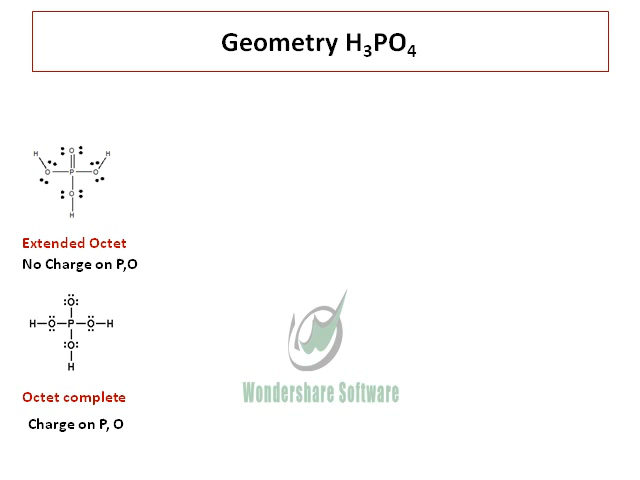 Geometry H₃PO₄
H O H
O P O
O
H
Extended Octet
No Charge on P,O
O
H O P O H
O
H
Octet complete
Charge on P, O
Wondershare Software